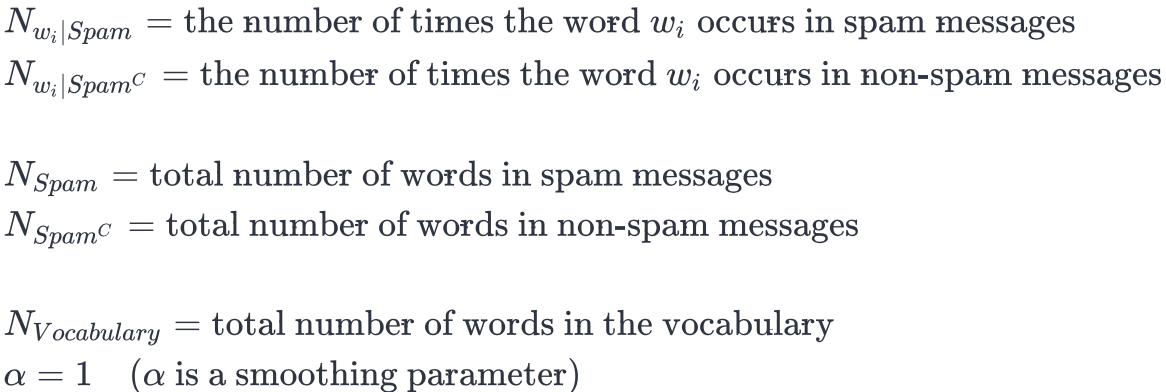 N_{w_i|Spam} = the number of times the word w_i occurs in spam messages
N_{w_i|Spam^C} = the number of times the word w_i occurs in non-spam messages
N_{Spam} = total number of words in spam messages
N_{Spam^C} = total number of words in non-spam messages
N_{Vocabulary} = total number of words in the vocabulary
α = 1 (α is a smoothing parameter)